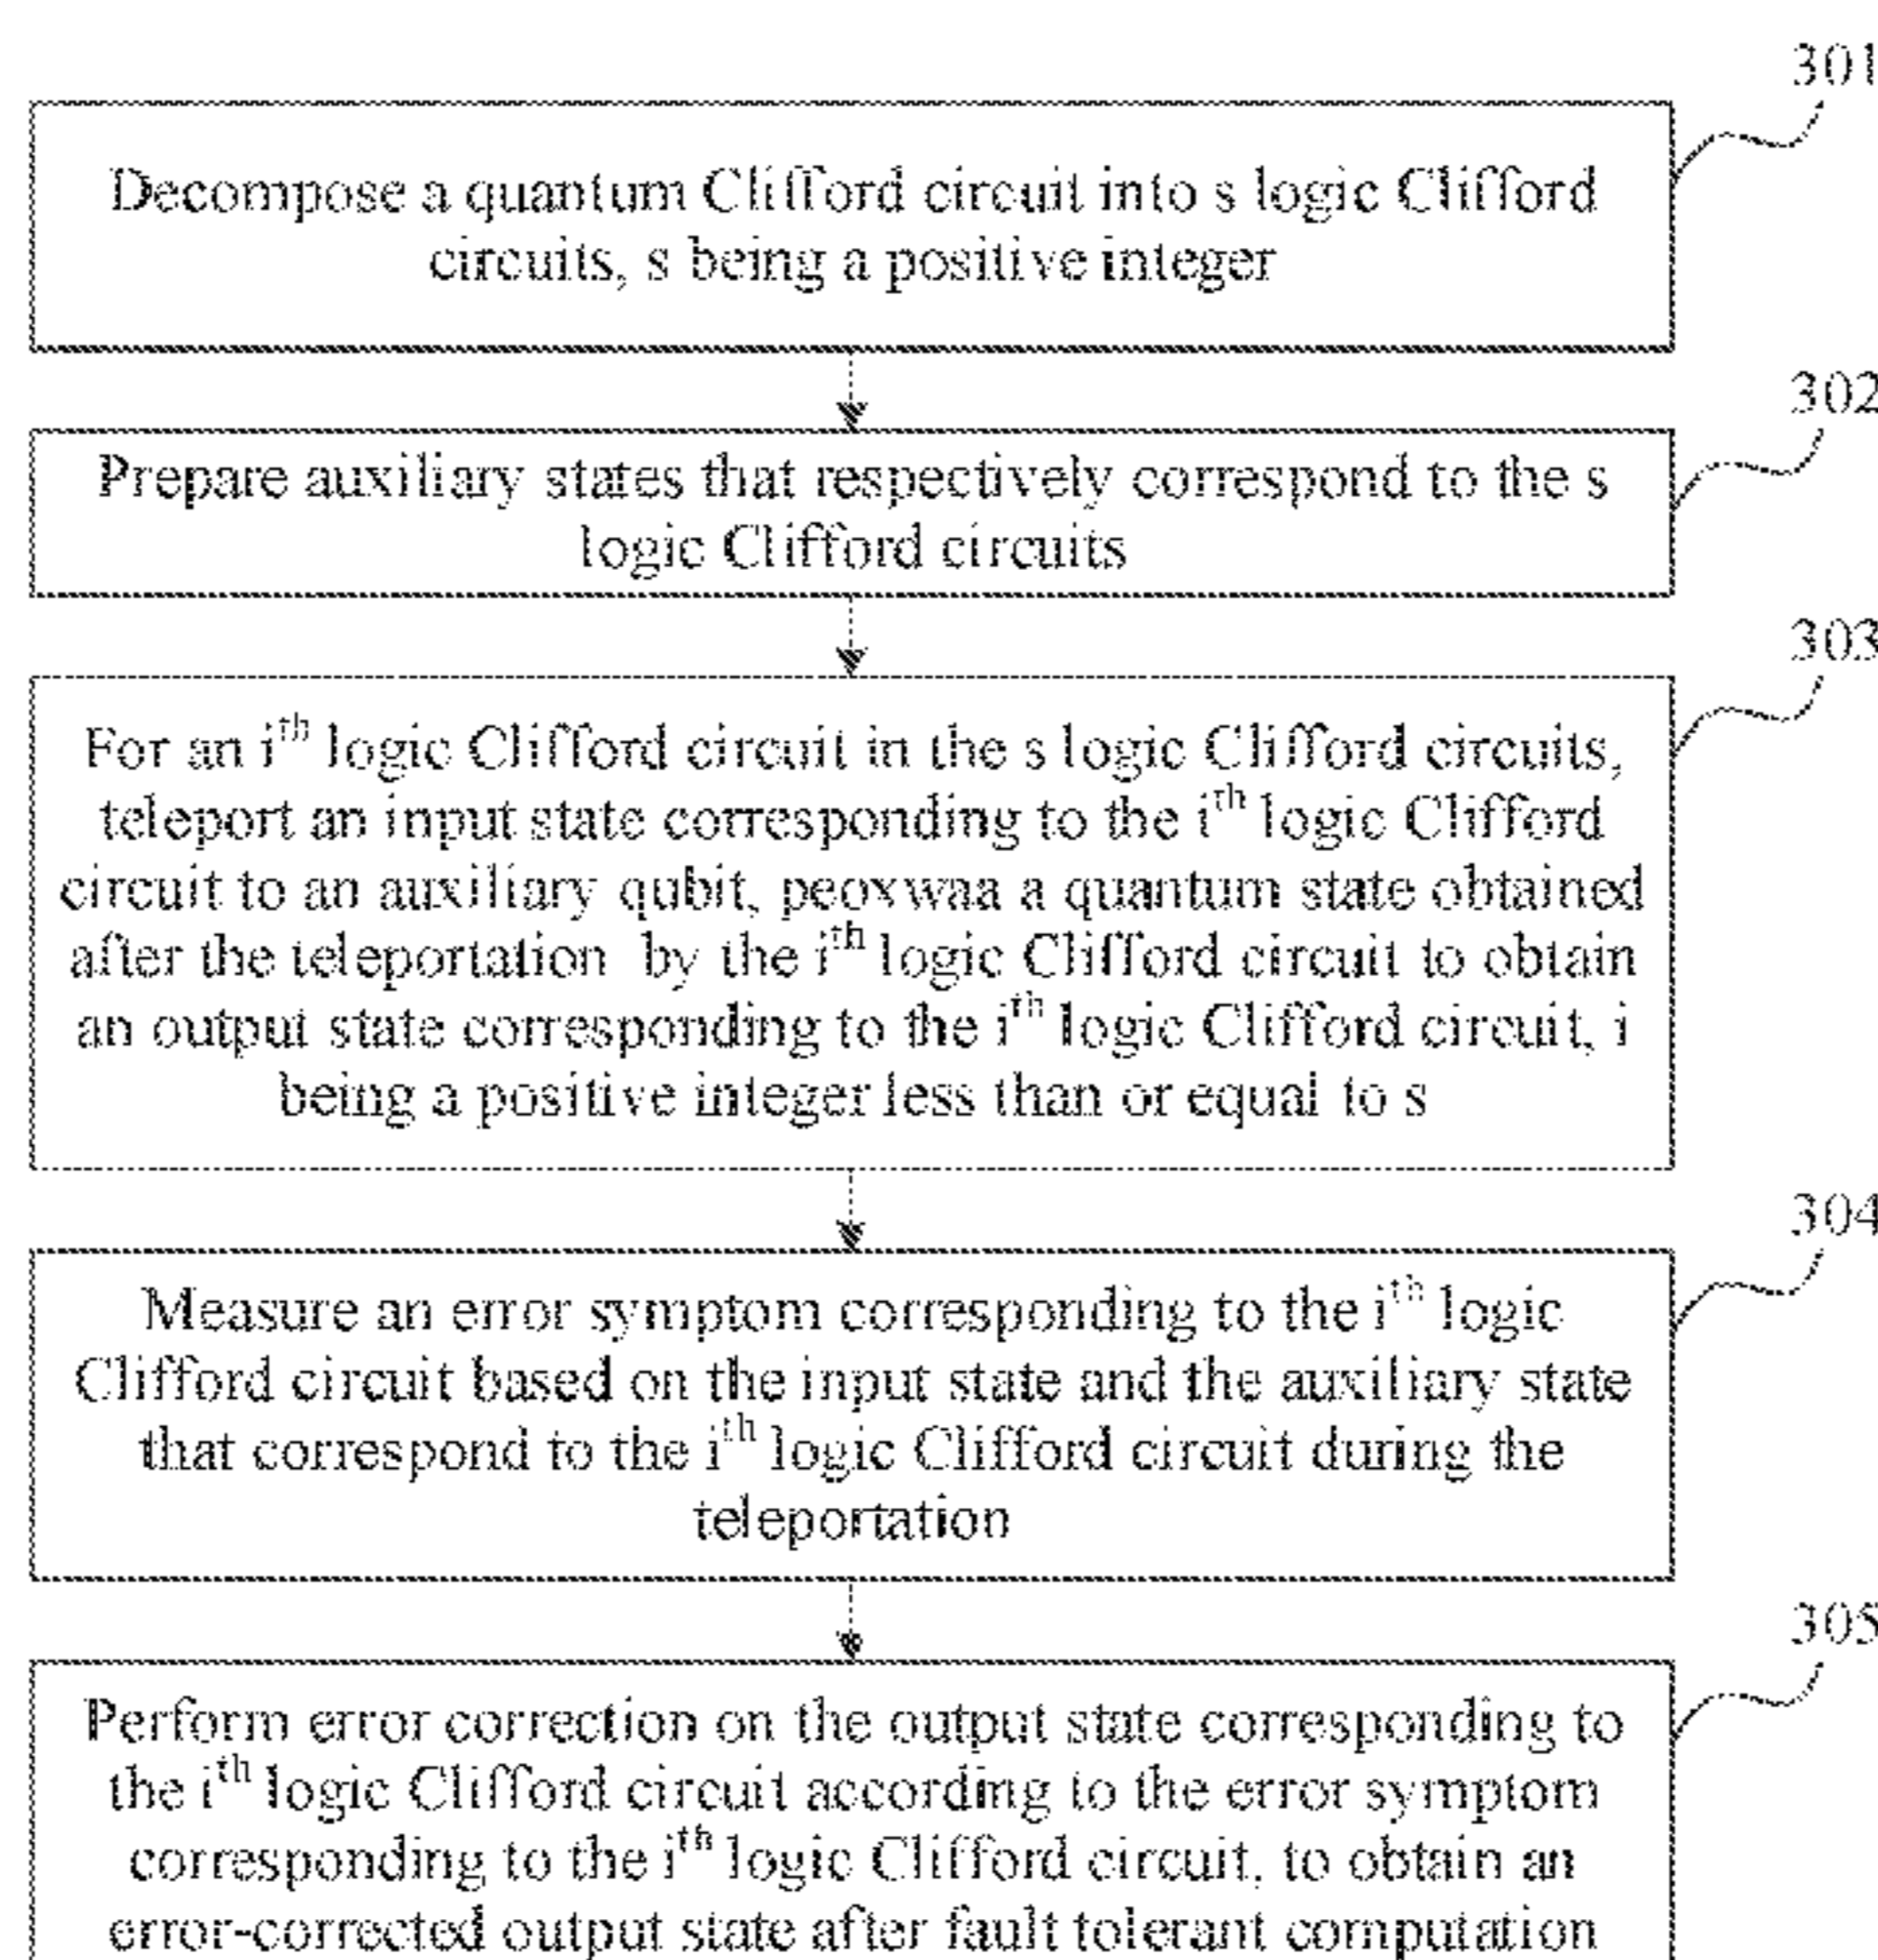 301
Decompose a quantum Clifford circuit into s logic Clifford
circuits, s being a positive integer
302
Prepare auxiliary states that respectively correspond to the s
logic Clifford circuits
303
For an i^th logic Clifford circuit in the s logic Clifford circuits,
teleport an input state corresponding to the i^th logic Clifford
circuit to an auxiliary qubit, peoxwaa a quantum state obtained
after the teleportation by the i^th logic Clifford circuit to obtain
an output state corresponding to the i^th logic Clifford circuit, i
being a positive integer less than or equal to s
304
Measure an error symptom corresponding to the i^th logic
Clifford circuit based on the input state and the auxiliary state
that correspond to the i^th logic Clifford circuit during the
teleportation
305
Perform error correction on the output state corresponding to
the i^th logic Clifford circuit according to the error symptom
corresponding to the i^th logic Clifford circuit, to obtain an
error-corrected output state after fault tolerant computation